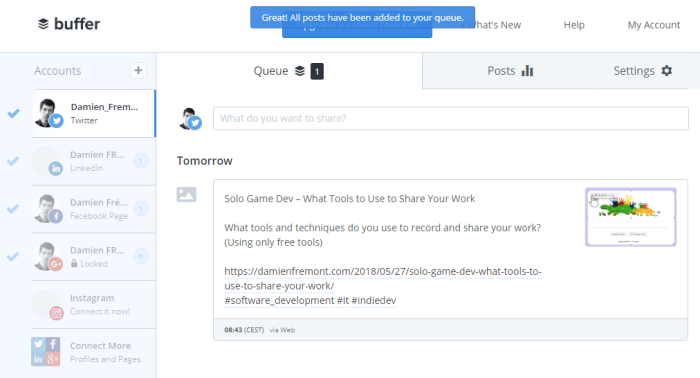 buffer
Great! All posts have been added to your queue.
What's New
Help
My Account
Accounts
+
Queue
1
Posts
Settings
Damien_Frem...
Twitter
Damien FR...
LinkedIn
Damien Fré...
Facebook Page
Damien FR...
Locked
Instagram
Connect it now!
Connect More
Profiles and Pages
What do you want to share?
Tomorrow
Solo Game Dev – What Tools to Use to Share Your Work
What tools and techniques do you use to record and share your work?
(Using only free tools)
https://damienfremont.com/2018/05/27/solo-game-dev-what-tools-to-
use-to-share-your-work/
#software_development #it #indiedev
08:43 (CEST) via Web